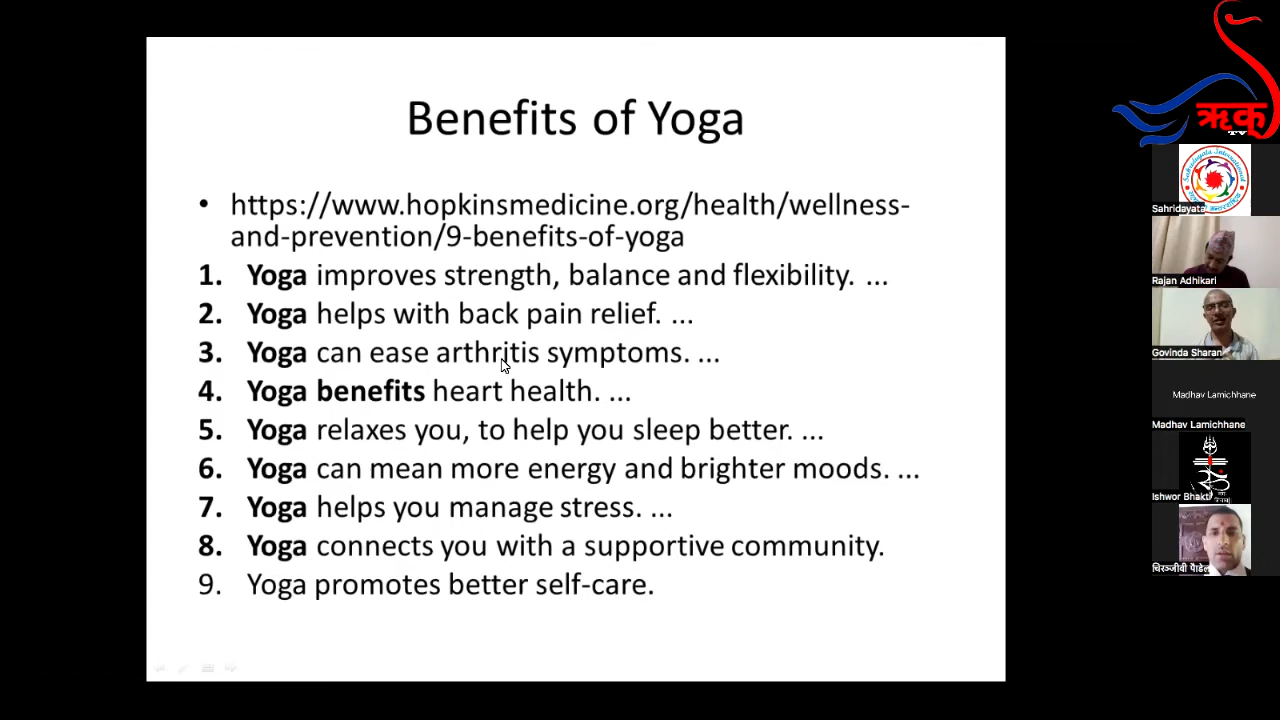 Benefits of Yoga
• https://www.hopkinsmedicine.org/health/wellness-
and-prevention/9-benefits-of-yoga
1. Yoga improves strength, balance and flexibility. ...
2. Yoga helps with back pain relief. ...
3. Yoga can ease arthritis symptoms. ...
4. Yoga benefits heart health. ...
5. Yoga relaxes you, to help you sleep better. ...
6. Yoga can mean more energy and brighter moods. ...
7. Yoga helps you manage stress. ...
8. Yoga connects you with a supportive community.
9. Yoga promotes better self-care.
ऋक्
Sahridayata International
Sahridayata
Rajan Adhikari
Govinda Sharan
Madhav Lamichhane
Madhav Lamichhane
Ishwor Bhakti
चिरञ्जीवी पौडेल